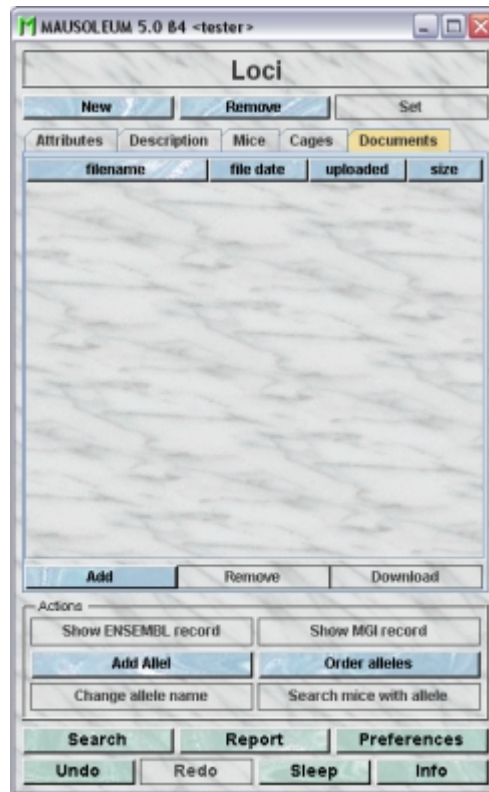 MAUSOLEUM 5.0 ß4 <tester>
Loci
New Remove Set
Attributes Description Mice Cages Documents
filename file date uploaded size
Add Remove Download
Actions
Show ENSEMBL record Show MGI record
Add Allel Order alleles
Change allele name Search mice with allele
Search Report Preferences
Undo Redo Sleep Info